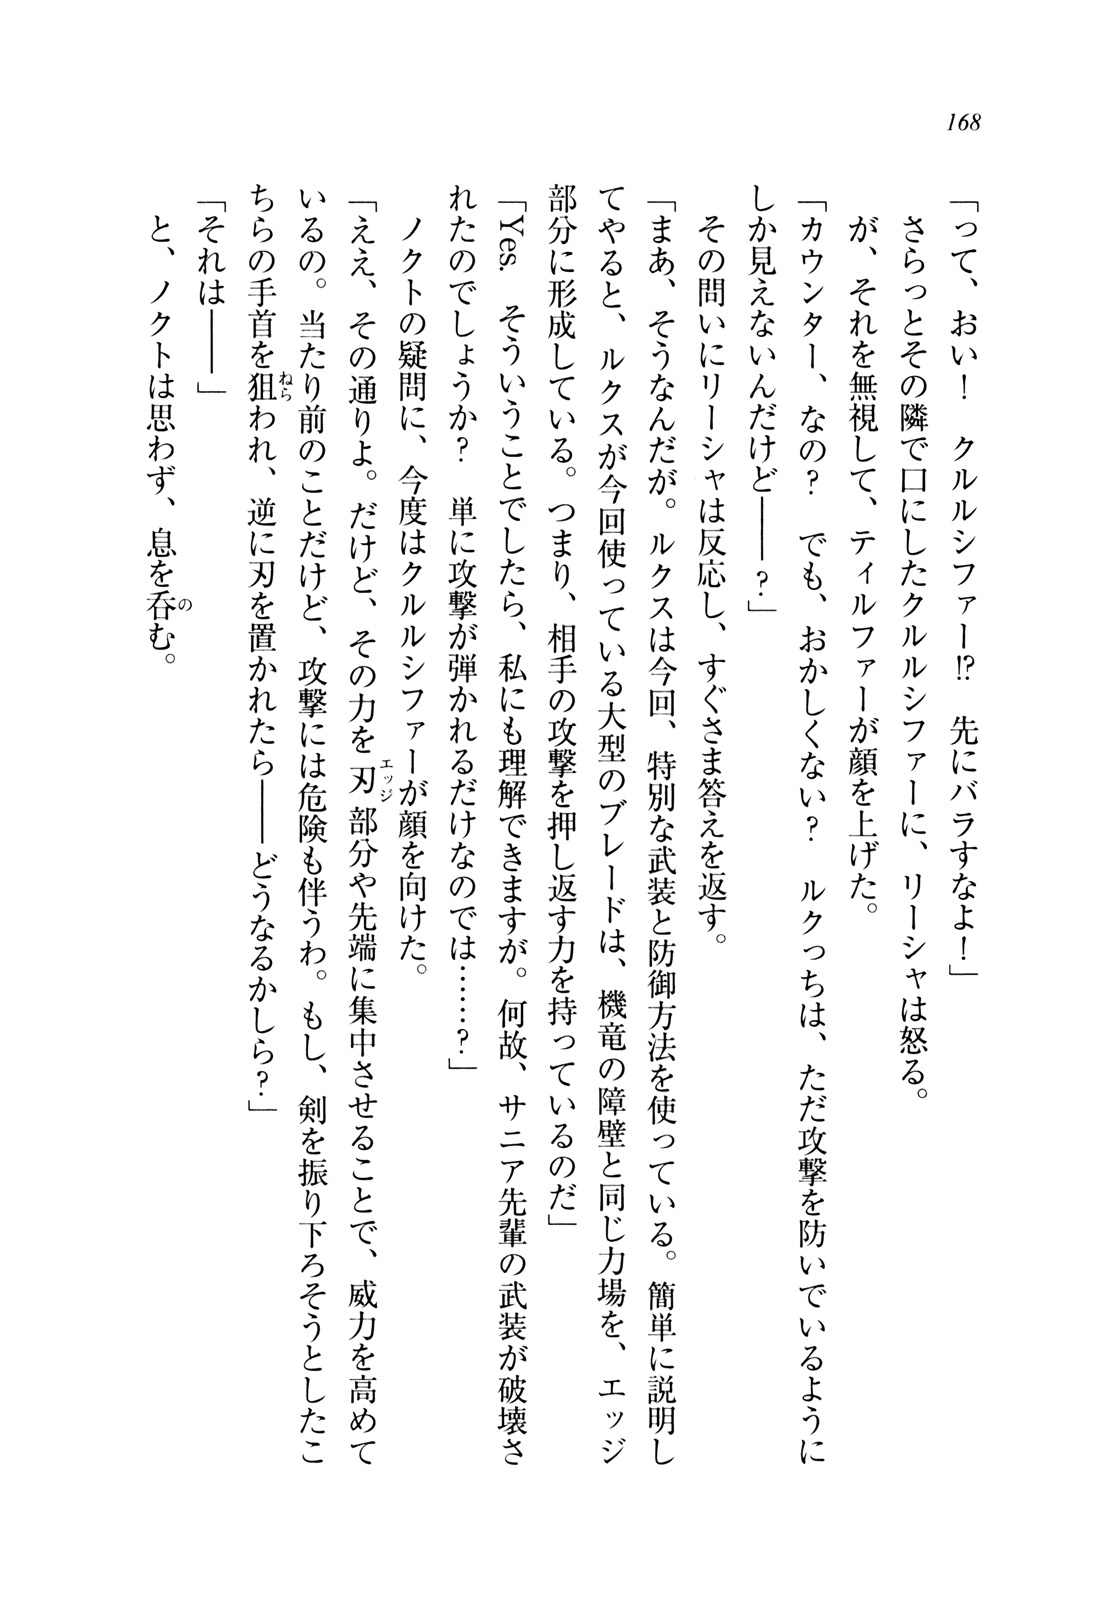 168
「って、おい！　クルルシファー!?　先にバラすなよ！」
さらっとその隣で口にしたクルルシファーに、リーシャは怒る。
が、それを無視して、ティルファーが顔を上げた。
「カウンター、なの？　でも、おかしくない？　ルクっちは、ただ攻撃を防いでいるように
しか見えないんだけど――？」
その問いにリーシャは反応し、すぐさま答えを返す。
「まあ、そうなんだが。ルクスは今回、特別な武装と防御方法を使っている。簡単に説明し
てやると、ルクスが今回使っている大型のブレードは、機竜の障壁と同じ力場を、エッジ
部分に形成している。つまり、相手の攻撃を押し返す力を持っているのだ」
「Yes.　そういうことでしたら、私にも理解できますが。何故、サニア先輩の武装が破壊さ
れたのでしょうか？　単に攻撃が弾かれるだけなのでは……？」
ノクトの疑問に、今度はクルルシファーが顔を向けた。
「ええ、その通りよ。だけど、その力を刃エッジ部分や先端に集中させることで、威力を高めて
いるの。当たり前のことだけど、攻撃には危険も伴うわ。もし、剣を振り下ろそうとしたこ
ちらの手首を狙ねらわれ、逆に刃を置かれたら――どうなるかしら？」
「それは――」
と、ノクトは思わず、息を呑のむ。